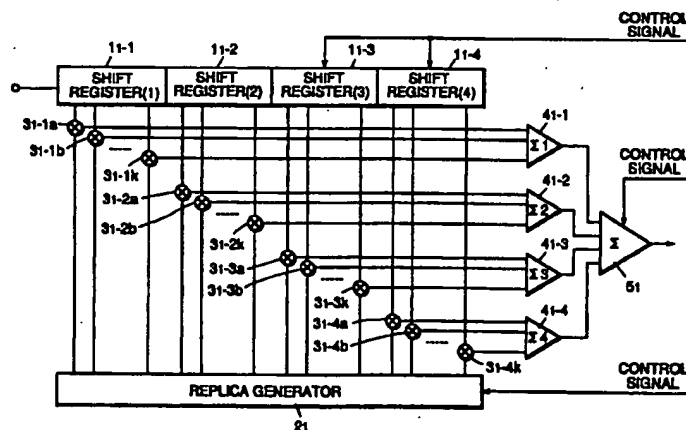 CONTROL
SIGNAL
11-1
11-2
11-3
11-4
SHIFT
REGISTER(1)
SHIFT
REGISTER(2)
SHIFT
REGISTER(3)
SHIFT
REGISTER(4)
31-1a
31-1b
31-1k
41-1
Σ1
CONTROL
SIGNAL
31-2a
31-2b
31-2k
41-2
Σ2
Σ
51
31-3a
31-3b
31-3k
41-3
Σ3
31-4a
31-4b
31-4k
41-4
Σ4
CONTROL
SIGNAL
REPLICA GENERATOR
21